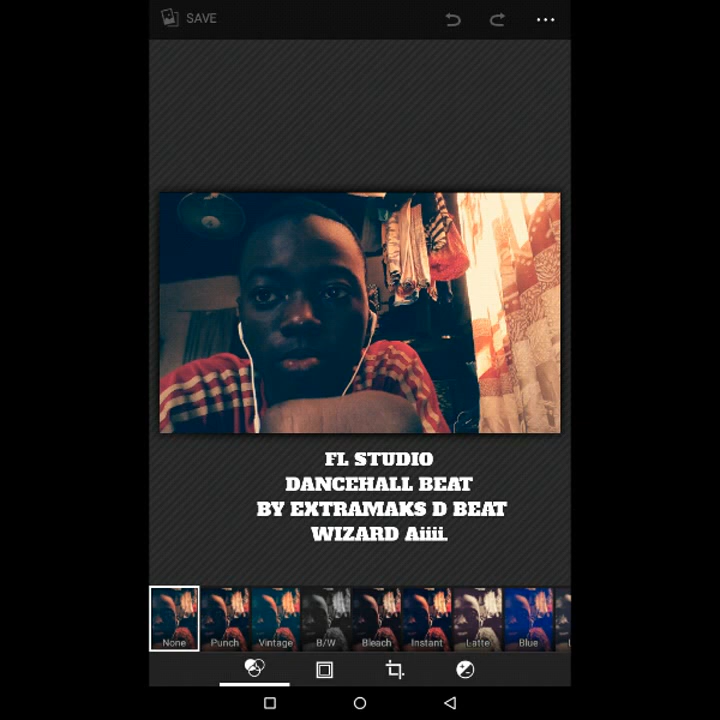 SAVE
FL STUDIO
DANCEHALL BEAT
BY EXTRAMAKS D BEAT
WIZARD Aiiii.
None
Punch
Vintage
B/W
Bleach
Instant
Latte
Blue